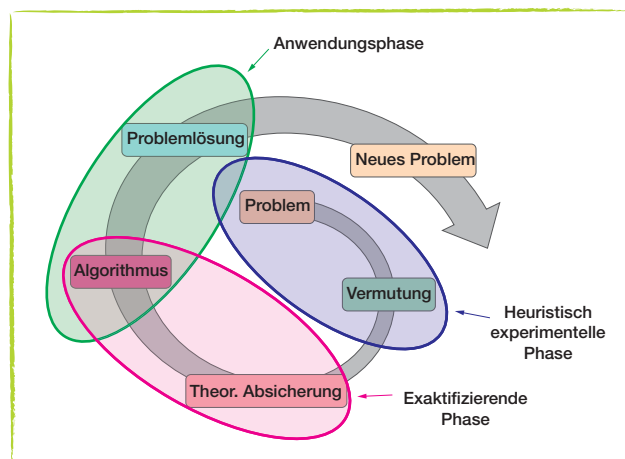 Anwendungsphase
Problemlösung
Neues Problem
Problem
Algorithmus
Vermutung
Heuristisch
experimentelle
Phase
Theor. Absicherung
Exaktifizierende
Phase